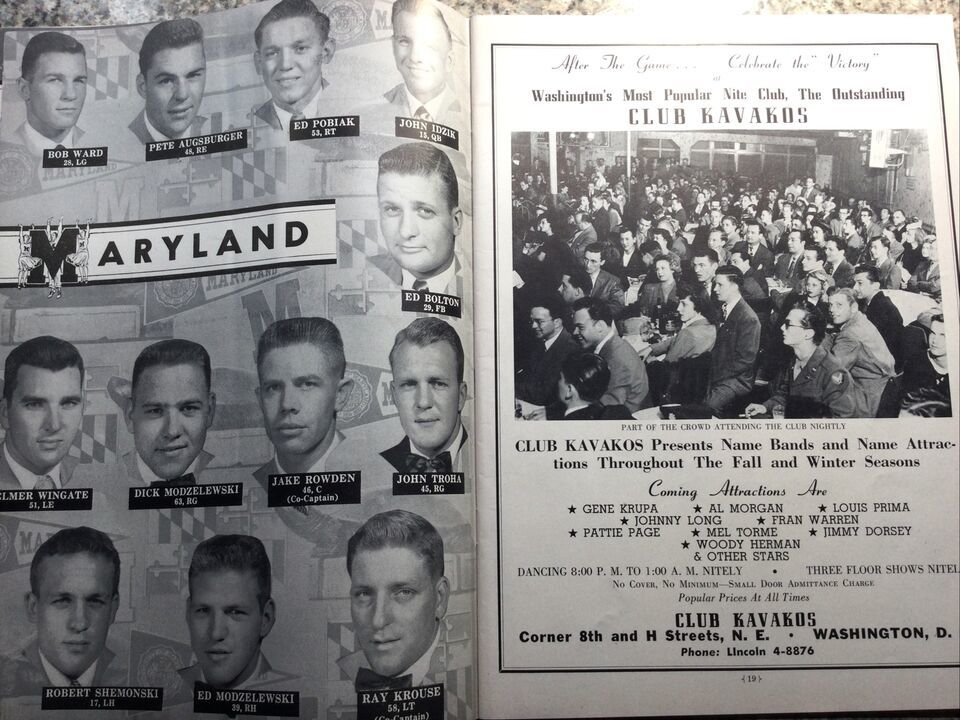 BOB WARD
28, LG
PETE AUGSBURGER
48, RE
ED POBIAK
53, RT
JOHN IDZIK
15, QB
MARYLAND
MARYLAND
ED BOLTON
29, FB
ELMER WINGATE
51, LE
DICK MODZELEWSKI
63, RG
JAKE ROWDEN
46, C
(Co-Captain)
JOHN TROHA
45, RG
ROBERT SHEMONSKI
17, LH
ED MODZELEWSKI
39, RH
RAY KROUSE
58, LT
(Co-Captain)
After The Game . . . Celebrate the "Victory"
at
Washington's Most Popular Nite Club, The Outstanding
CLUB KAVAKOS
PART OF THE CROWD ATTENDING THE CLUB NIGHTLY
CLUB KAVAKOS Presents Name Bands and Name Attrac-
tions Throughout The Fall and Winter Seasons
Coming Attractions Are
★ GENE KRUPA ★ AL MORGAN ★ LOUIS PRIMA
★ JOHNNY LONG ★ FRAN WARREN
★ PATTIE PAGE ★ MEL TORME ★ JIMMY DORSEY
★ WOODY HERMAN
& OTHER STARS
DANCING 8:00 P. M. TO 1:00 A. M. NITELY • THREE FLOOR SHOWS NITEL
No Cover, No Minimum—Small Door Admittance Charge
Popular Prices At All Times
CLUB KAVAKOS
Corner 8th and H Streets, N. E. • WASHINGTON, D.
Phone: LIncoln 4-8876
19